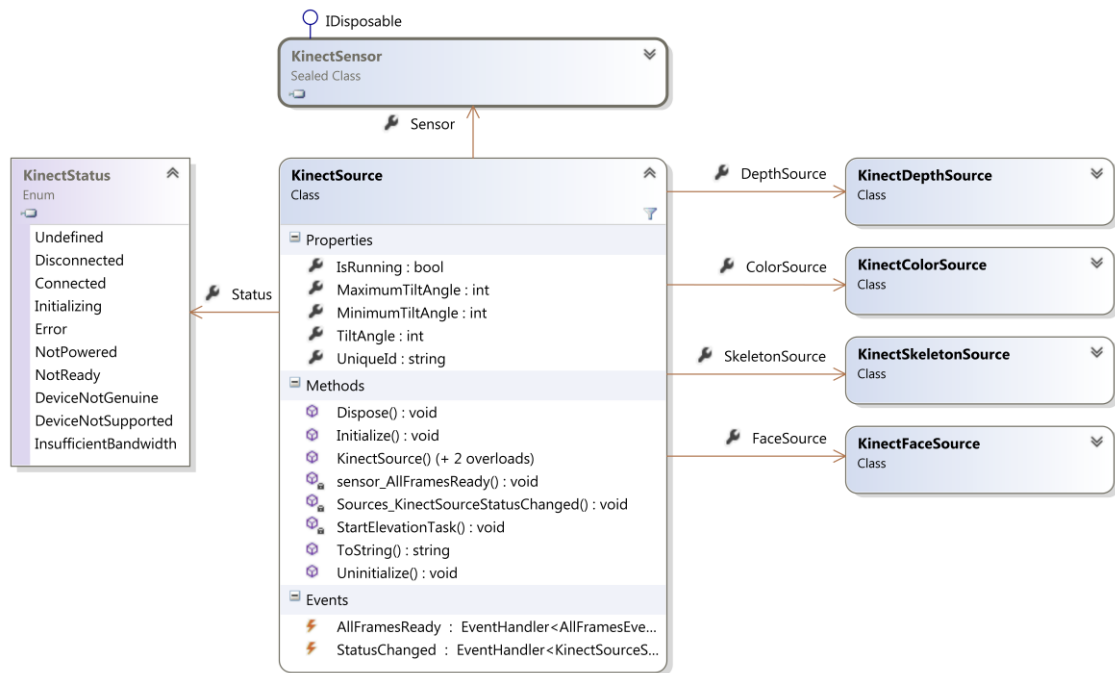 IDisposable
KinectSensor
Sealed Class
Sensor
KinectStatus
Enum
Undefined
Disconnected
Connected
Initializing
Error
NotPowered
NotReady
DeviceNotGenuine
DeviceNotSupported
InsufficientBandwidth
Status
KinectSource
Class
Properties
IsRunning : bool
MaximumTiltAngle : int
MinimumTiltAngle : int
TiltAngle : int
UniqueId : string
Methods
Dispose() : void
Initialize() : void
KinectSource() (+ 2 overloads)
sensor_AllFramesReady() : void
Sources_KinectSourceStatusChanged() : void
StartElevationTask() : void
ToString() : string
Uninitialize() : void
Events
AllFramesReady : EventHandler<AllFramesEve...
StatusChanged : EventHandler<KinectSourceS...
DepthSource
KinectDepthSource
Class
ColorSource
KinectColorSource
Class
SkeletonSource
KinectSkeletonSource
Class
FaceSource
KinectFaceSource
Class